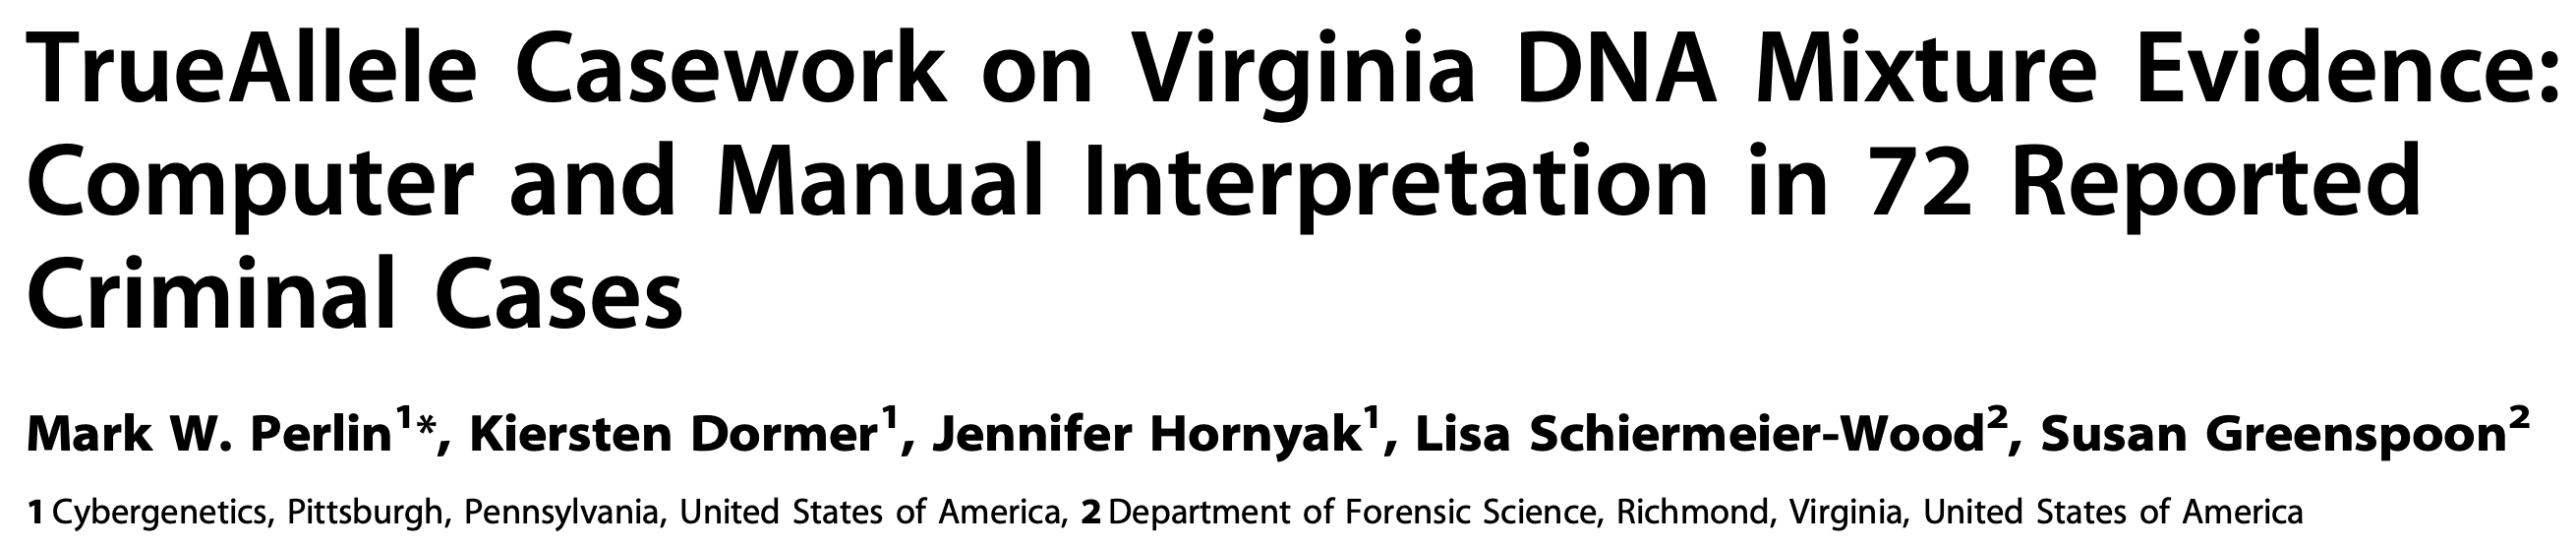 TrueAllele Casework on Virginia DNA Mixture Evidence:
Computer and Manual Interpretation in 72 Reported
Criminal Cases
Mark W. Perlin1*, Kiersten Dormer1, Jennifer Hornyak1, Lisa Schiermeier-Wood2, Susan Greenspoon2
1 Cybergenetics, Pittsburgh, Pennsylvania, United States of America, 2 Department of Forensic Science, Richmond, Virginia, United States of America